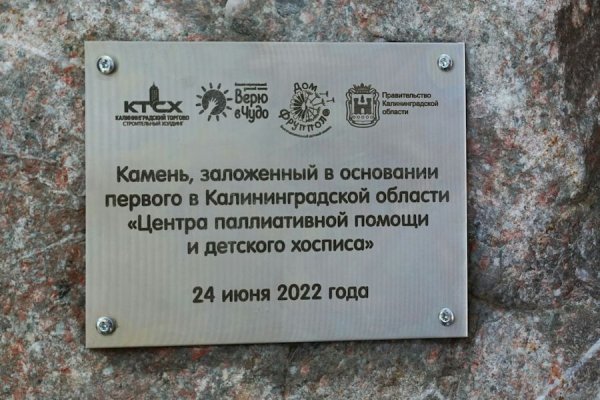 КТСХ
КАЛИНИНГРАДСКИЙ ТОРГОВО
СТРОИТЕЛЬНЫЙ ХОЛДИНГ
Верю
в Чудо
ДОМ
ФРУППОЛО
Правительство
Калининградской
области
Камень, заложенный в основании
первого в Калининградской области
«Центра паллиативной помощи
и детского хосписа»
24 июня 2022 года